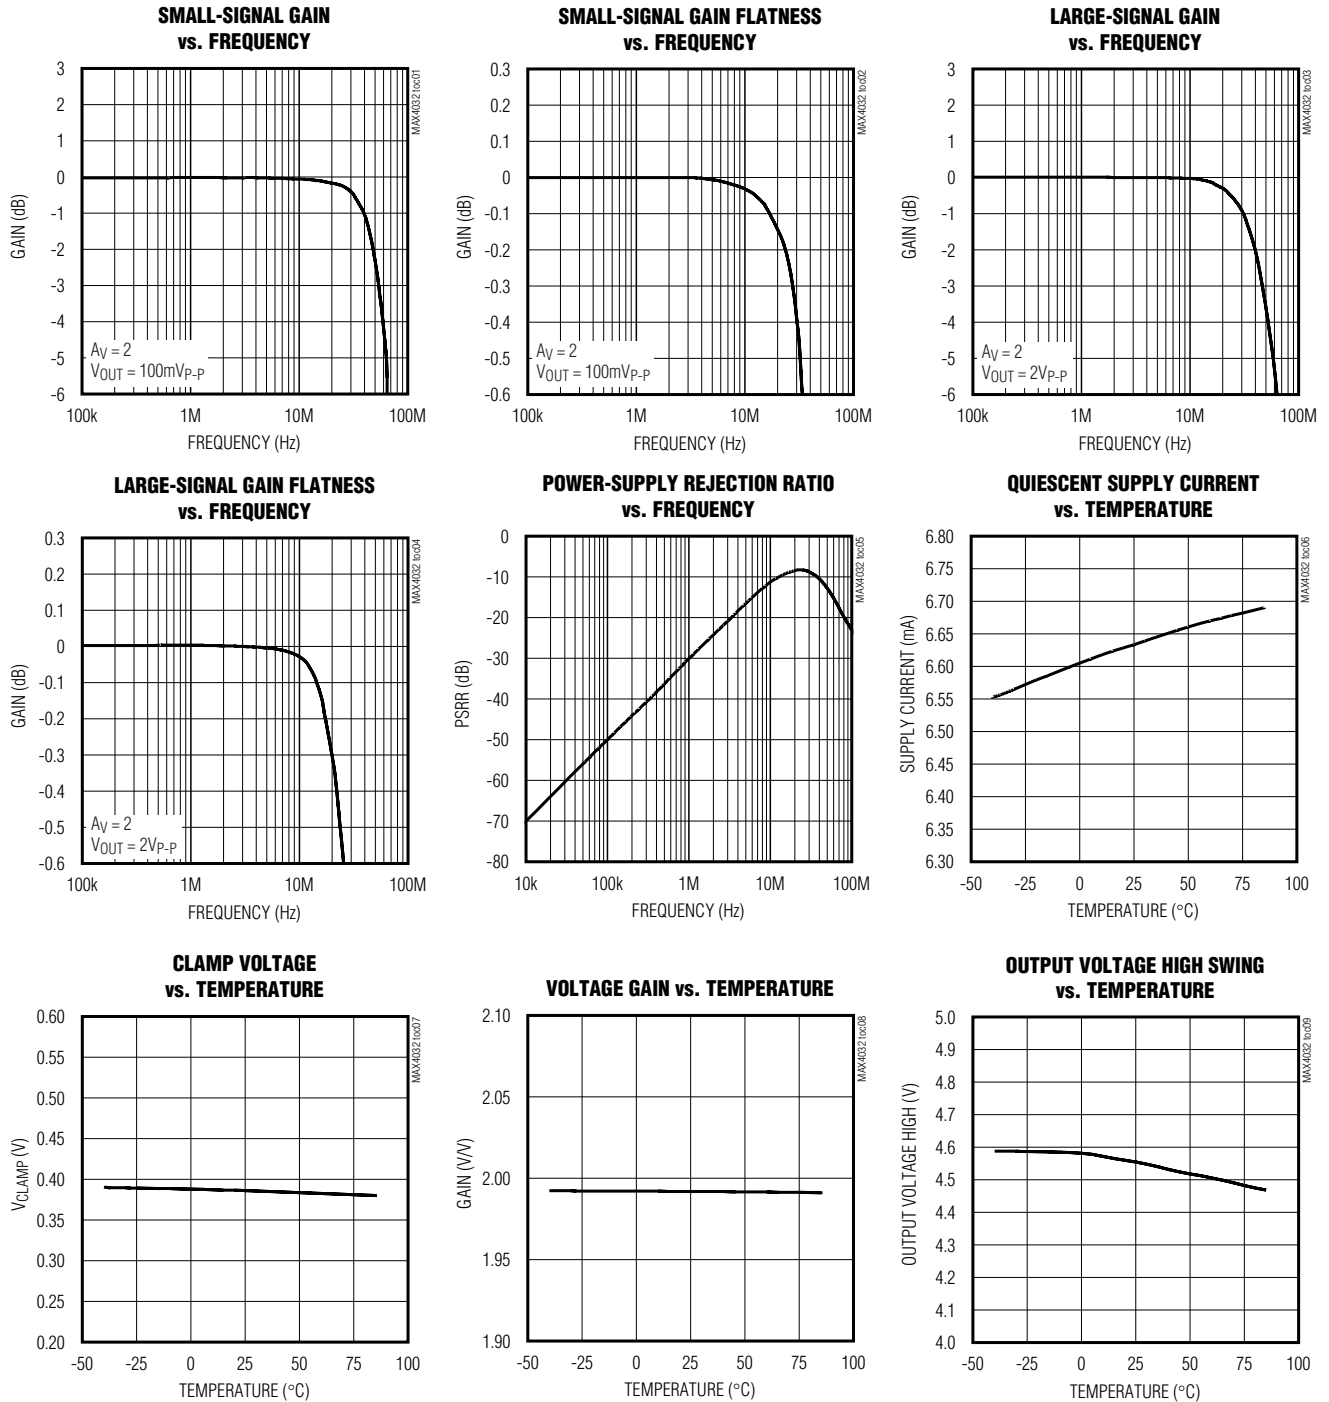 SMALL-SIGNAL GAIN
vs. FREQUENCY
3
2
1
0
-1
-2
-3
-4
-5
-6
GAIN (dB)
AV = 2
VOUT = 100mVP-P
100k 1M 10M 100M
FREQUENCY (Hz)
MAX4032 toc01
SMALL-SIGNAL GAIN FLATNESS
vs. FREQUENCY
0.3
0.2
0.1
0
-0.1
-0.2
-0.3
-0.4
-0.5
-0.6
GAIN (dB)
AV = 2
VOUT = 100mVP-P
100k 1M 10M 100M
FREQUENCY (Hz)
MAX4032 toc02
LARGE-SIGNAL GAIN
vs. FREQUENCY
3
2
1
0
-1
-2
-3
-4
-5
-6
GAIN (dB)
AV = 2
VOUT = 2VP-P
100k 1M 10M 100M
FREQUENCY (Hz)
MAX4032 toc03
LARGE-SIGNAL GAIN FLATNESS
vs. FREQUENCY
0.3
0.2
0.1
0
-0.1
-0.2
-0.3
-0.4
-0.5
-0.6
GAIN (dB)
AV = 2
VOUT = 2VP-P
100k 1M 10M 100M
FREQUENCY (Hz)
MAX4032 toc04
POWER-SUPPLY REJECTION RATIO
vs. FREQUENCY
0
-10
-20
-30
-40
-50
-60
-70
-80
PSRR (dB)
10k 100k 1M 10M 100M
FREQUENCY (Hz)
MAX4032 toc05
QUIESCENT SUPPLY CURRENT
vs. TEMPERATURE
6.80
6.75
6.70
6.65
6.60
6.55
6.50
6.45
6.40
6.35
6.30
SUPPLY CURRENT (mA)
-50 -25 0 25 50 75 100
TEMPERATURE (°C)
MAX4032 toc06
CLAMP VOLTAGE
vs. TEMPERATURE
0.60
0.55
0.50
0.45
0.40
0.35
0.30
0.25
0.20
VCLAMP (V)
-50 -25 0 25 50 75 100
TEMPERATURE (°C)
MAX4032 toc07
VOLTAGE GAIN vs. TEMPERATURE
2.10
2.05
2.00
1.95
1.90
GAIN (V/V)
-50 -25 0 25 50 75 100
TEMPERATURE (°C)
MAX4032 toc08
OUTPUT VOLTAGE HIGH SWING
vs. TEMPERATURE
5.0
4.9
4.8
4.7
4.6
4.5
4.4
4.3
4.2
4.1
4.0
OUTPUT VOLTAGE HIGH (V)
-50 -25 0 25 50 75 100
TEMPERATURE (°C)
MAX4032 toc09